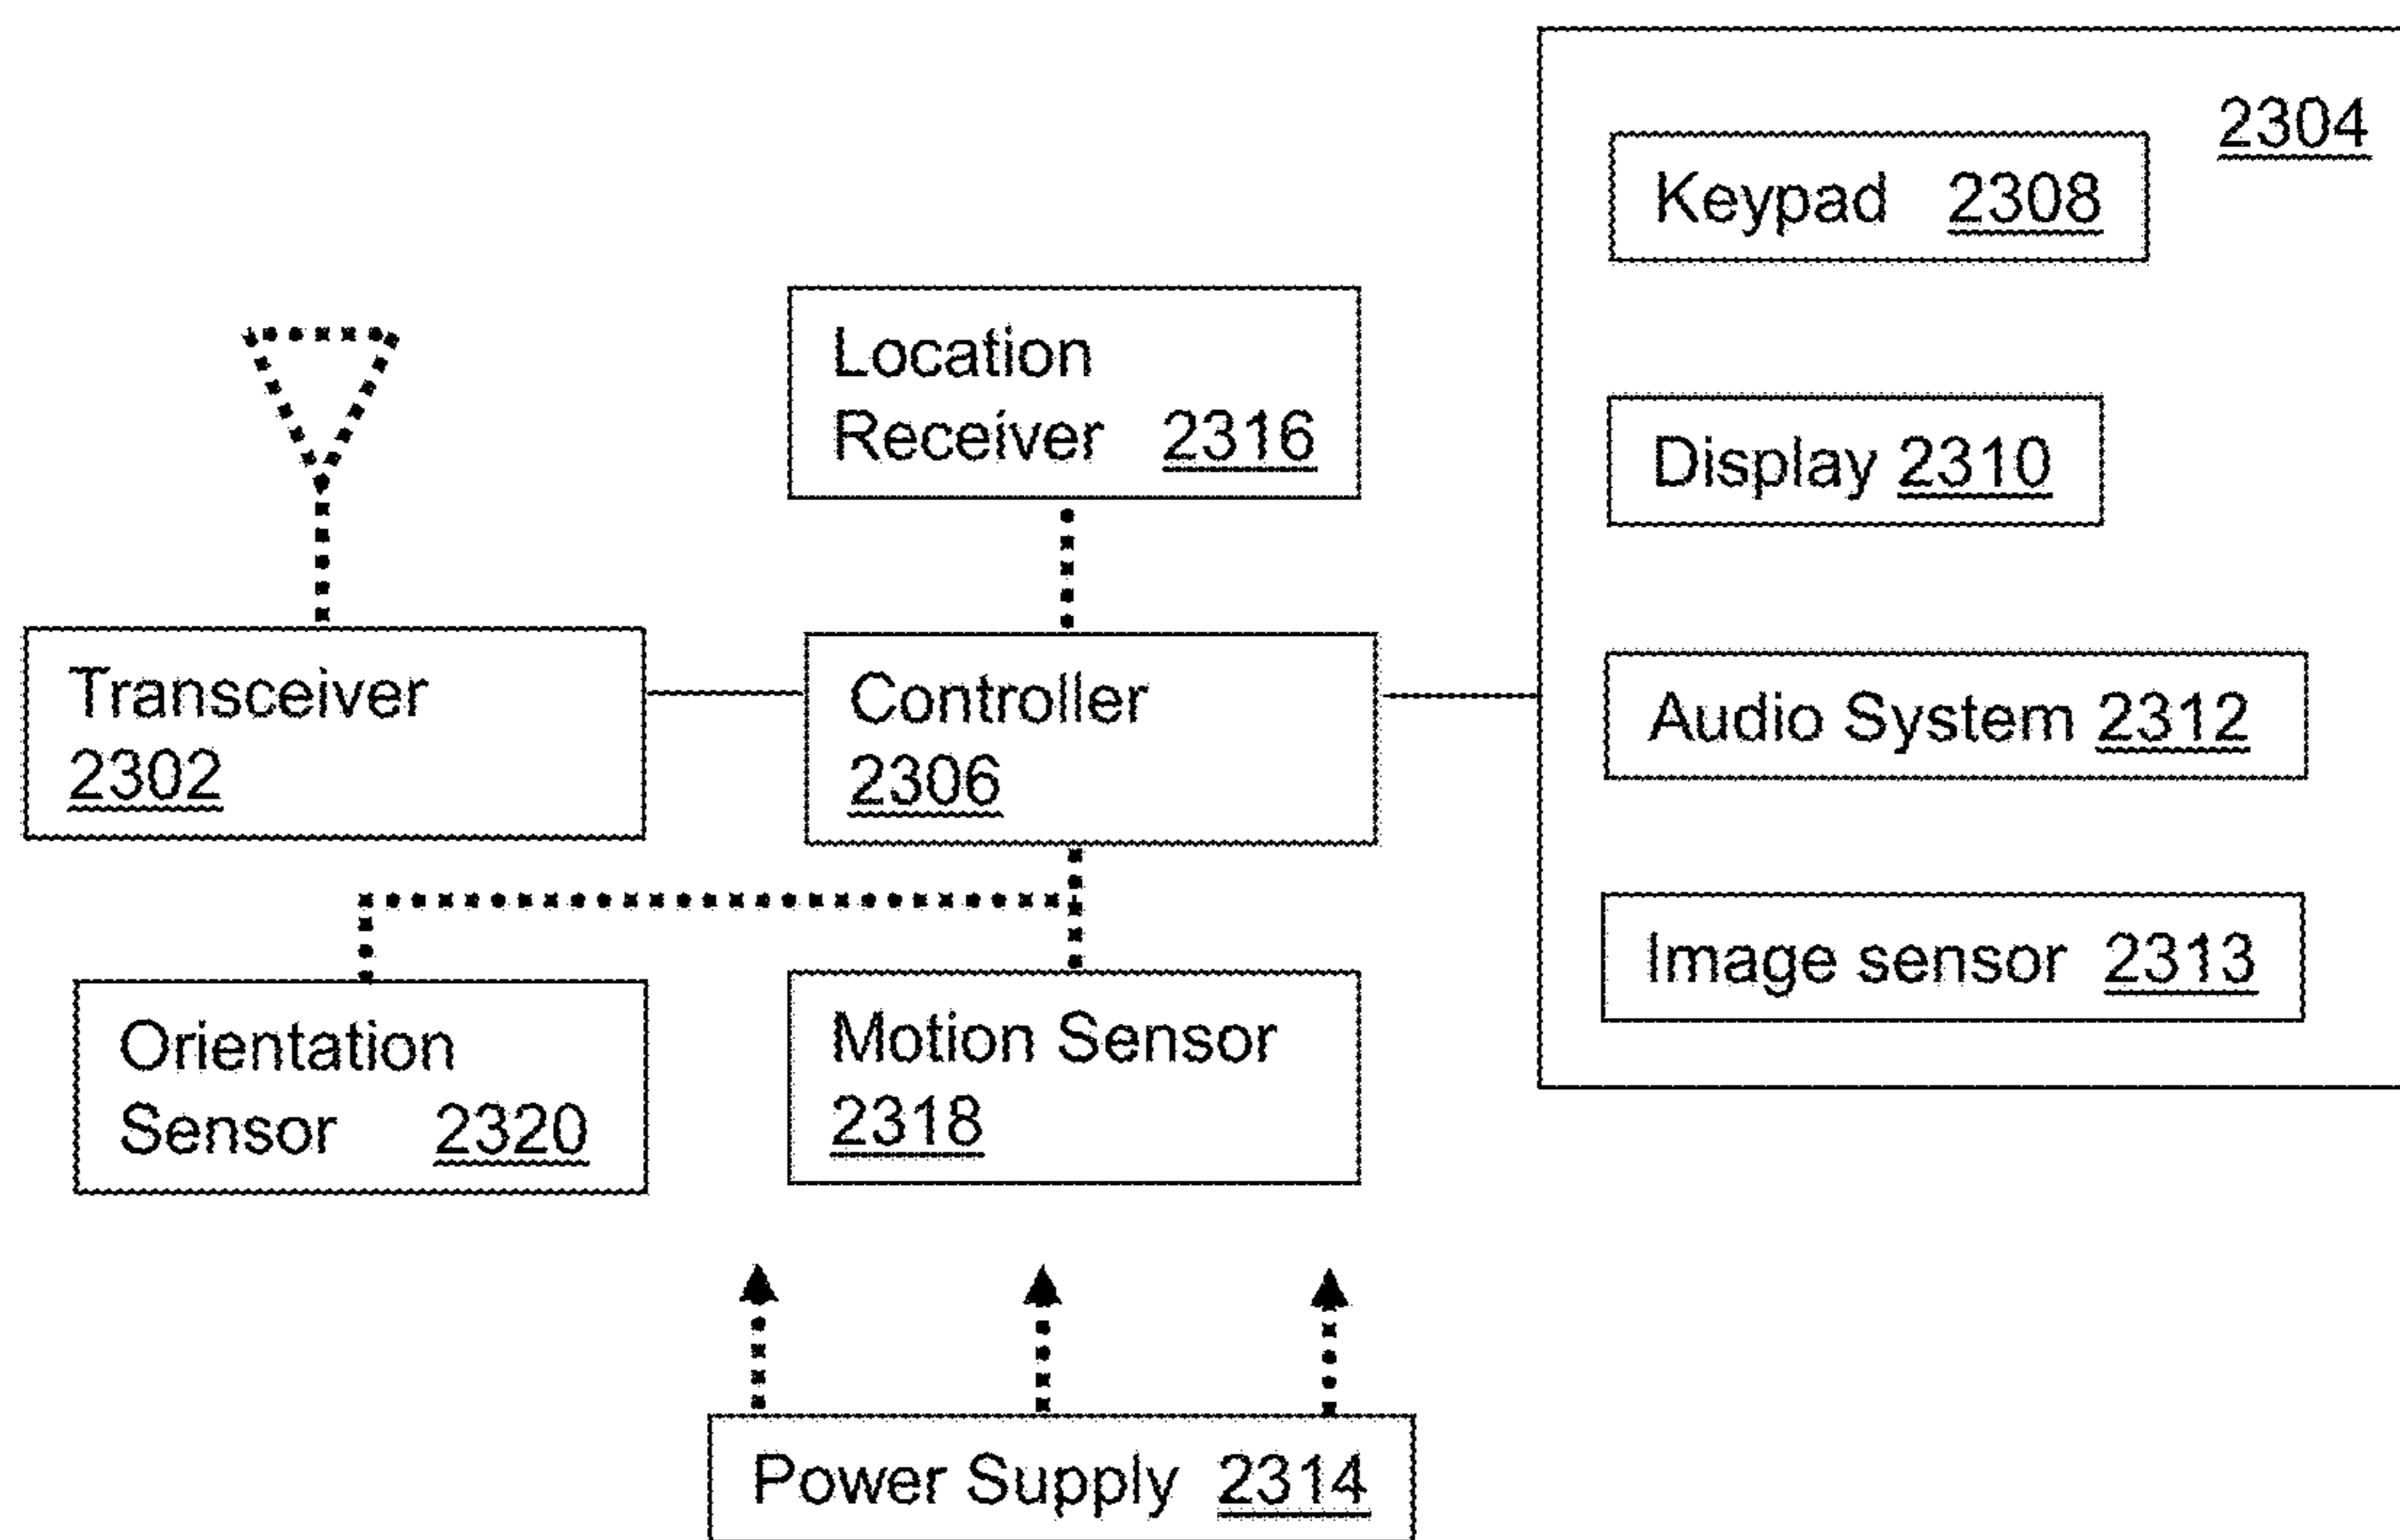 2304
Keypad 2308
Location
Receiver 2316
Display 2310
Transceiver
2302
Controller
2306
Audio System 2312
Image sensor 2313
Orientation
Sensor 2320
Motion Sensor
2318
Power Supply 2314